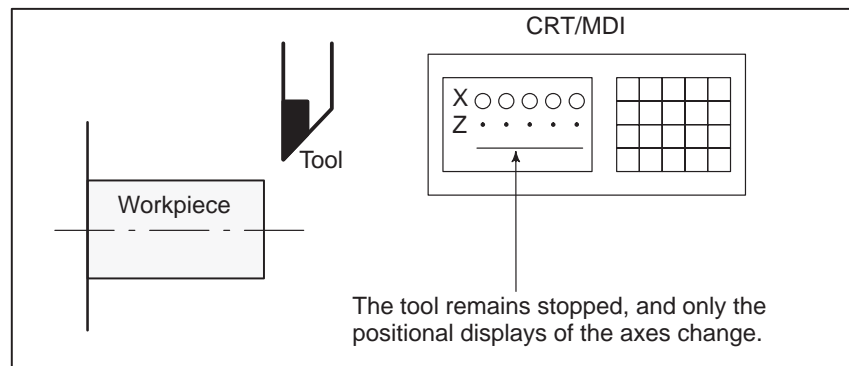 CRT/MDI
X
Z
Tool
Workpiece
The tool remains stopped, and only the
positional displays of the axes change.